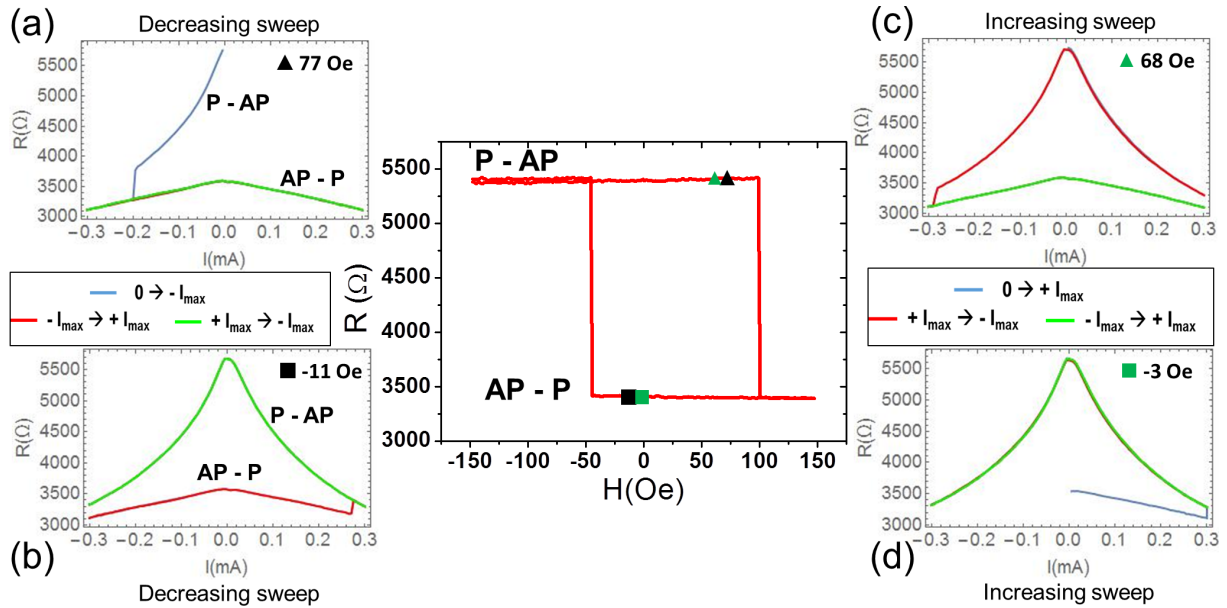 (a)
Decreasing sweep
5500
5000
4500
4000
3500
3000
R(Ω)
▲ 77 Oe
P - AP
AP - P
−0.3 −0.2 −0.1 0.0 0.1 0.2 0.3
I(mA)
0 → - Imax
- Imax → + Imax
+ Imax → - Imax
5500
5000
4500
4000
3500
3000
R(Ω)
■ -11 Oe
P - AP
AP - P
−0.3 −0.2 −0.1 0.0 0.1 0.2 0.3
I(mA)
(b)
Decreasing sweep
P - AP
AP - P
5500
5000
4500
4000
3500
3000
R (Ω)
-150 -100 -50 0 50 100 150
H(Oe)
(c)
Increasing sweep
5500
5000
4500
4000
3500
3000
R(Ω)
▲ 68 Oe
−0.3 −0.2 −0.1 0.0 0.1 0.2 0.3
I(mA)
0 → + Imax
+ Imax → - Imax
- Imax → + Imax
5500
5000
4500
4000
3500
3000
R(Ω)
■ -3 Oe
−0.3 −0.2 −0.1 0.0 0.1 0.2 0.3
I(mA)
(d)
Increasing sweep